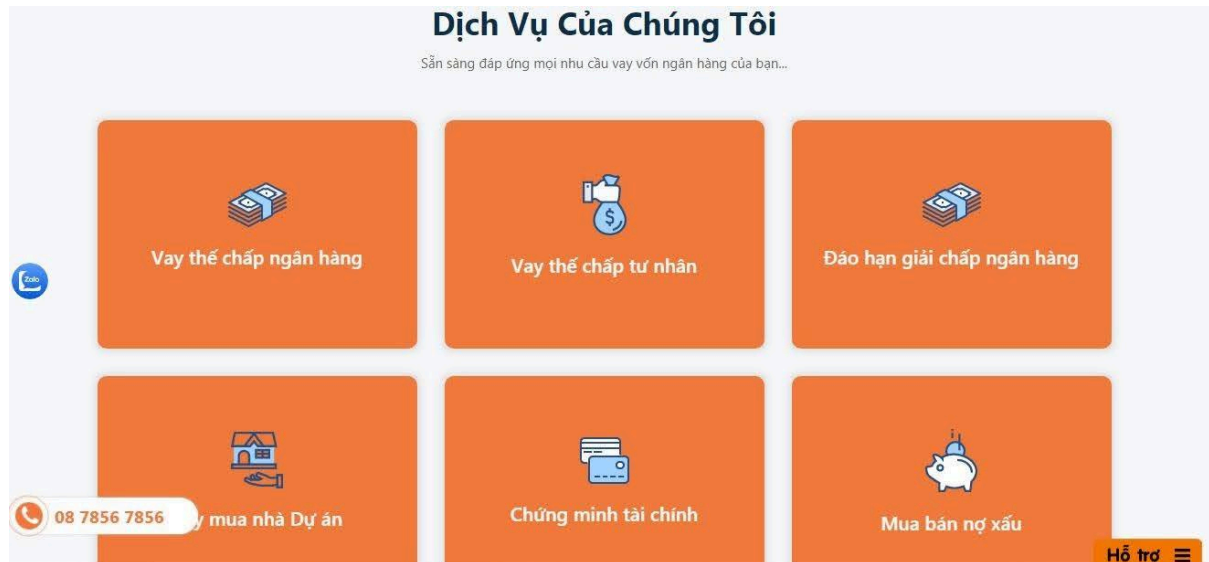 Dịch Vụ Của Chúng Tôi
Sẵn sàng đáp ứng mọi nhu cầu vay vốn ngân hàng của bạn...
Vay thế chấp ngân hàng
Vay thế chấp tư nhân
Đáo hạn giải chấp ngân hàng
Zalo
08 7856 7856
mua nhà Dự án
Chứng minh tài chính
Mua bán nợ xấu
Hỗ trợ